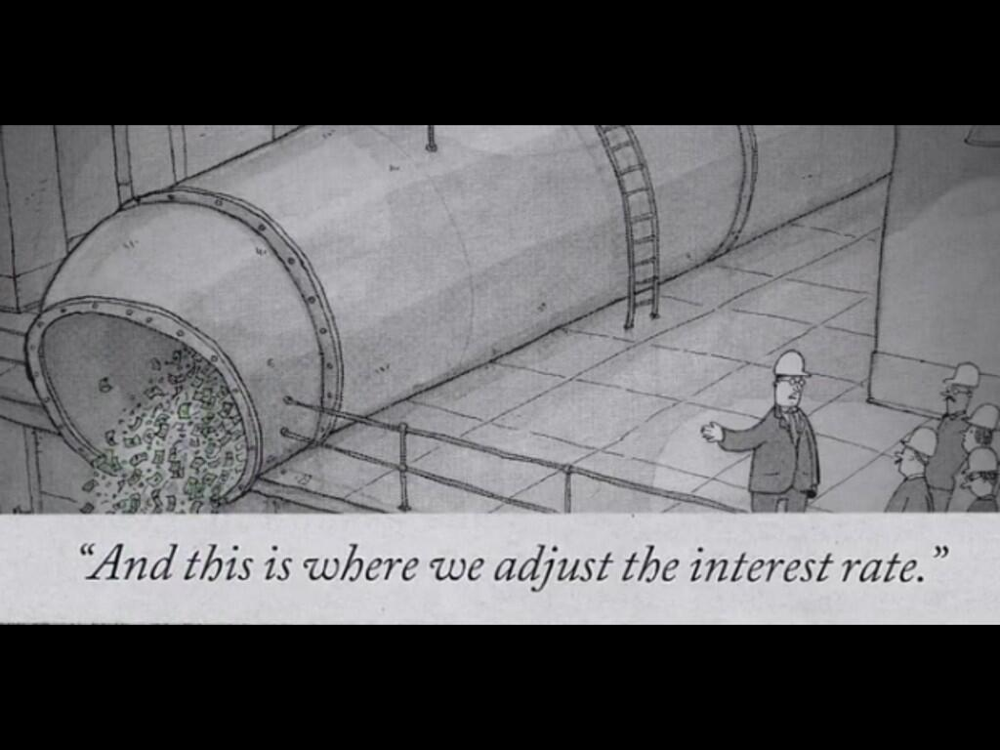 “And this is where we adjust the interest rate.”